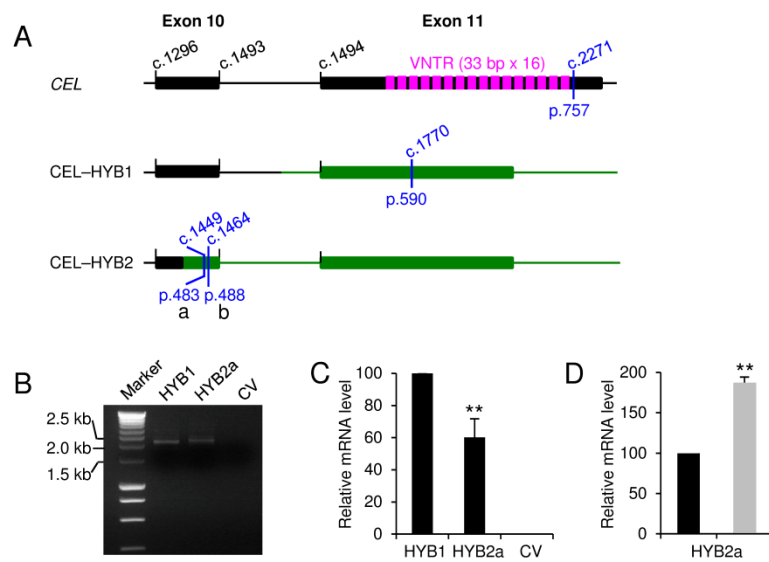 A
Exon 10
Exon 11
c.1296
c.1493
c.1494
VNTR (33 bp x 16)
c.2271
CEL
p.757
c.1770
CEL–HYB1
p.590
c.1449
c.1464
CEL–HYB2
p.483
p.488
a
b
B
Marker
HYB1
HYB2a
CV
2.5 kb
2.0 kb
1.5 kb
C
Relative mRNA level
100
80
60
40
20
0
**
HYB1
HYB2a
CV
D
Relative mRNA level
200
150
100
50
0
**
HYB2a